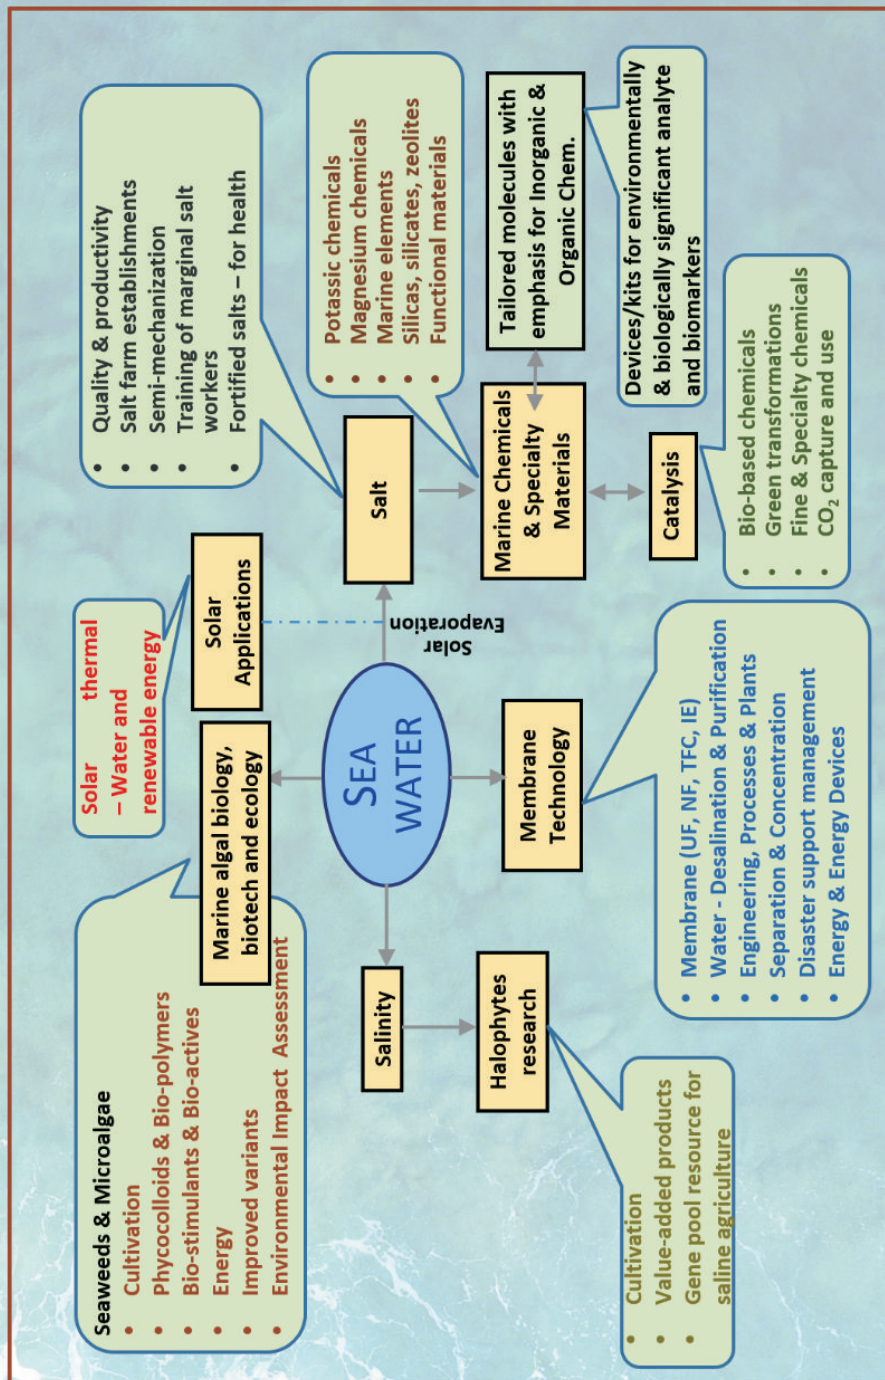 Seaweeds & Microalgae
• Cultivation
• Phycocolloids & Bio-polymers
• Bio-stimulants & Bio-actives
• Energy
• Improved variants
• Environmental Impact Assessment
Marine algal biology,
biotech and ecology
Solar thermal
– Water and
renewable energy
Solar
Applications
• Quality & productivity
• Salt farm establishments
• Semi-mechanization
• Training of marginal salt
workers
• Fortified salts – for health
SEA
WATER
Solar
Evaporation
Salt
Salinity
• Potassic chemicals
• Magnesium chemicals
• Marine elements
• Silicas, silicates, zeolites
• Functional materials
Halophytes
research
Membrane
Technology
Marine Chemicals
& Specialty
Materials
Tailored molecules with
emphasis for Inorganic &
Organic Chem.
Catalysis
Devices/kits for environmentally
& biologically significant analyte
and biomarkers
• Cultivation
• Value-added products
• Gene pool resource for
saline agriculture
• Membrane (UF, NF, TFC, IE)
• Water - Desalination & Purification
• Engineering, Processes & Plants
• Separation & Concentration
• Disaster support management
• Energy & Energy Devices
• Bio-based chemicals
• Green transformations
• Fine & Specialty chemicals
• CO₂ capture and use